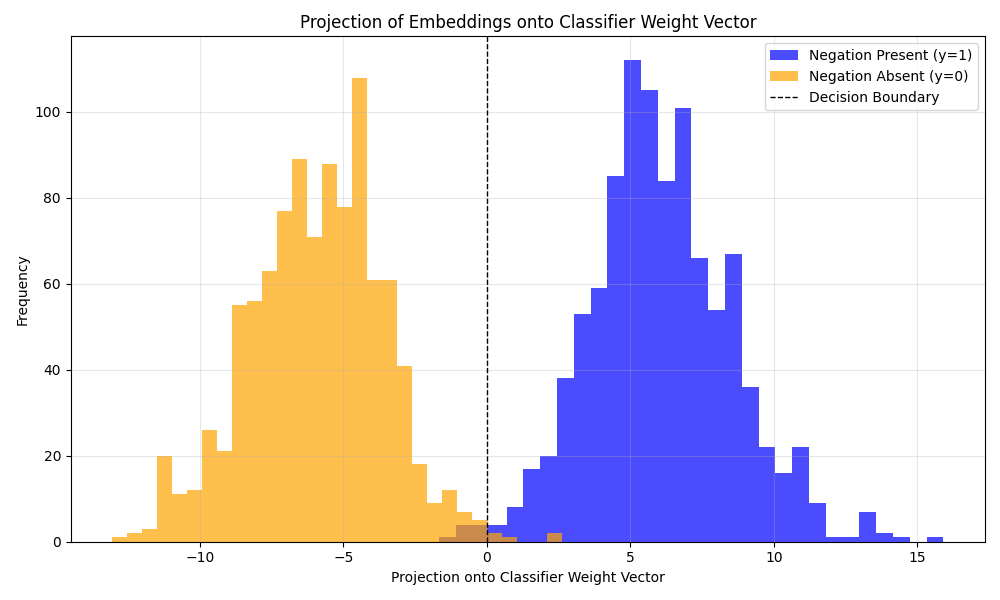 Projection of Embeddings onto Classifier Weight Vector
Negation Present (y=1)
Negation Absent (y=0)
Decision Boundary
Frequency
100
80
60
40
20
0
−10
−5
0
5
10
15
Projection onto Classifier Weight Vector